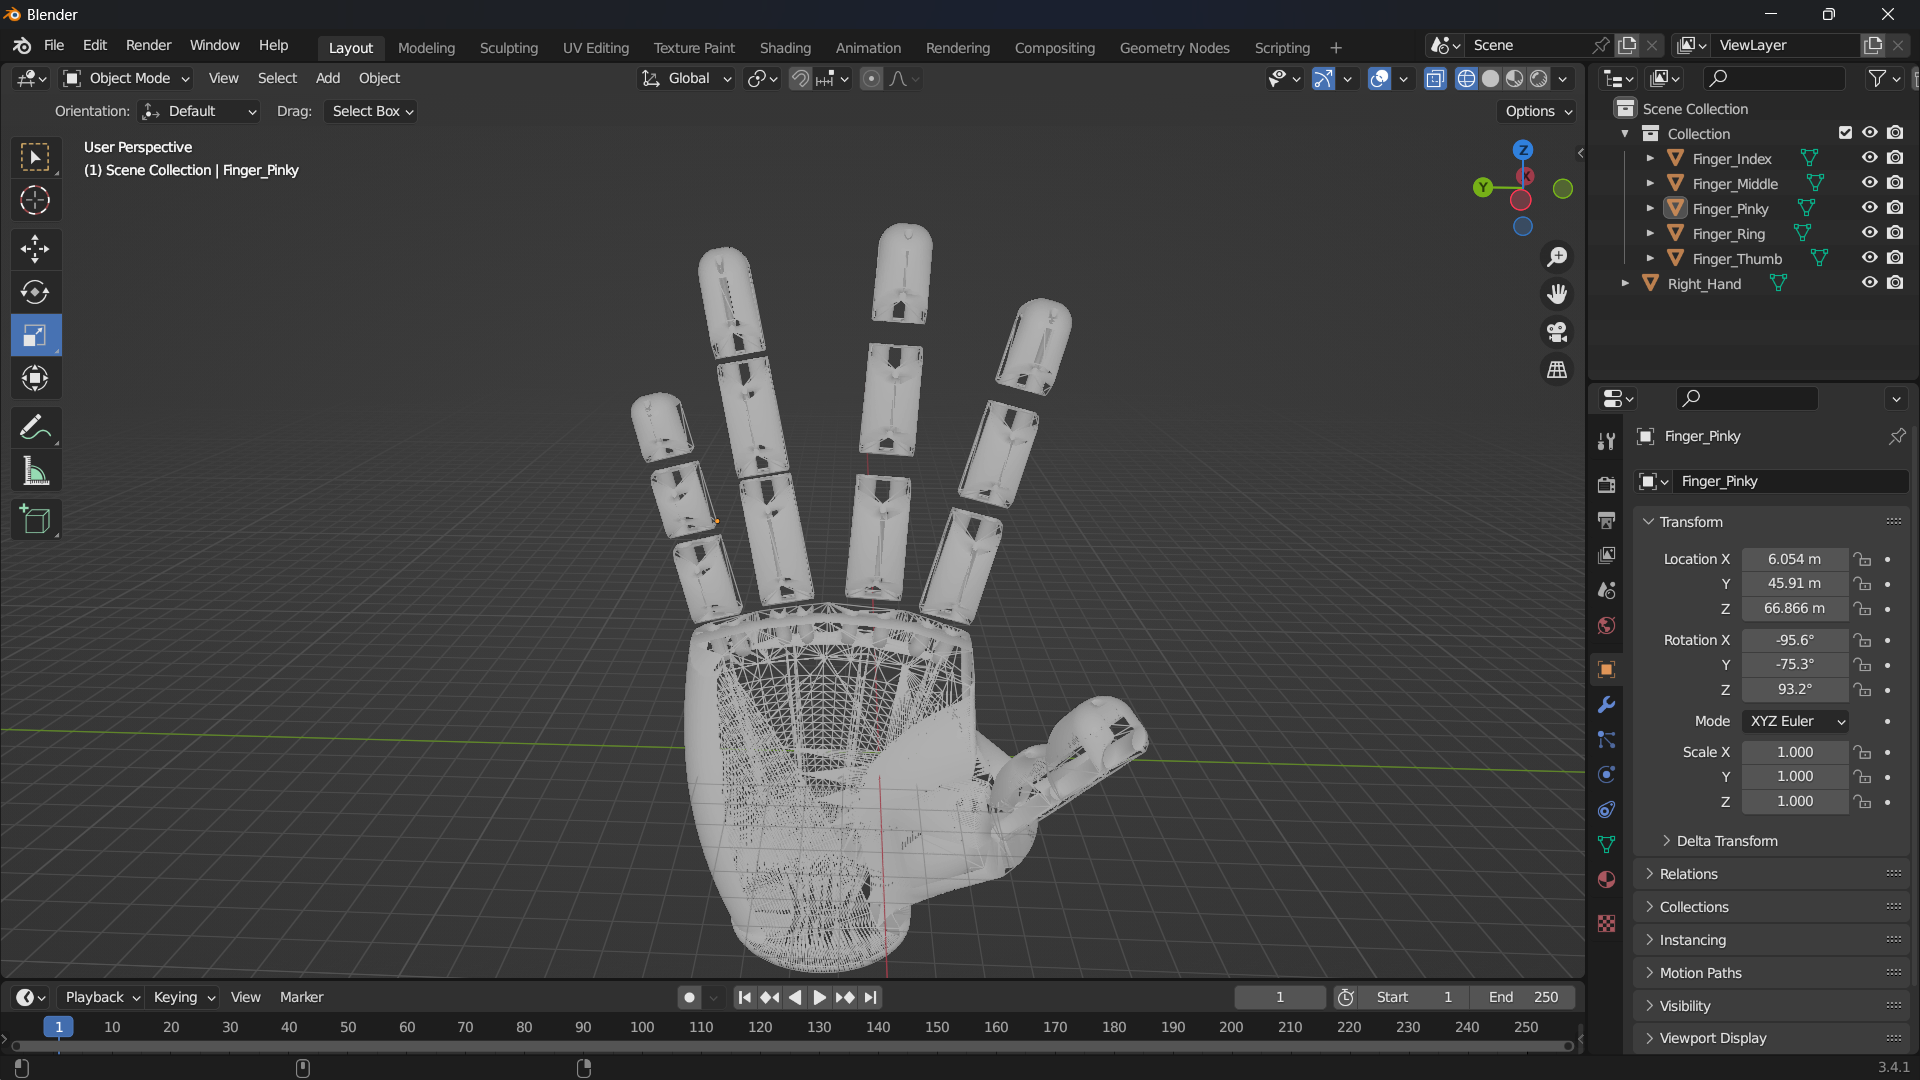 Blender
File Edit Render Window Help Layout Modeling Sculpting UV Editing Texture Paint Shading Animation Rendering Compositing Geometry Nodes Scripting + Scene ViewLayer
Object Mode View Select Add Object Global
Orientation: Default Drag: Select Box Options
User Perspective
(1) Scene Collection | Finger_Pinky
Z
X
Y
Scene Collection
Collection
Finger_Index
Finger_Middle
Finger_Pinky
Finger_Ring
Finger_Thumb
Right_Hand
Finger_Pinky
Finger_Pinky
Transform
Location X 6.054 m
Y 45.91 m
Z 66.866 m
Rotation X -95.6°
Y -75.3°
Z 93.2°
Mode XYZ Euler
Scale X 1.000
Y 1.000
Z 1.000
Delta Transform
Relations
Collections
Instancing
Motion Paths
Visibility
Viewport Display
Playback Keying View Marker 1 Start 1 End 250
1 10 20 30 40 50 60 70 80 90 100 110 120 130 140 150 160 170 180 190 200 210 220 230 240 250
3.4.1